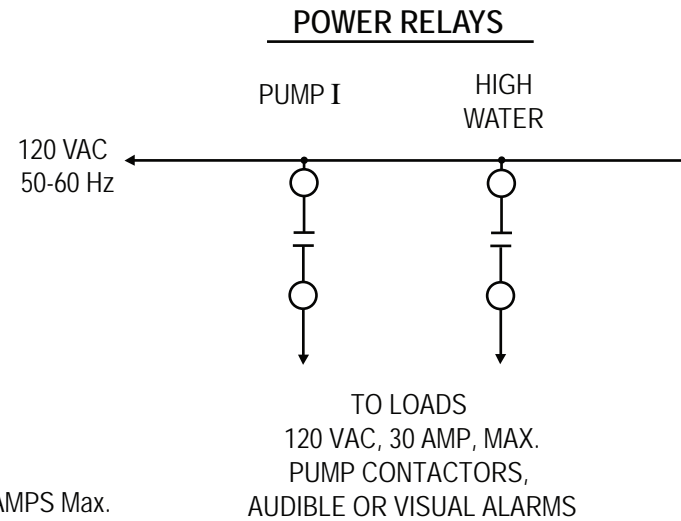 POWER RELAYS
PUMP I
HIGH
WATER
120 VAC
50-60 Hz
TO LOADS
120 VAC, 30 AMP, MAX.
PUMP CONTACTORS,
AUDIBLE OR VISUAL ALARMS
AMPS Max.